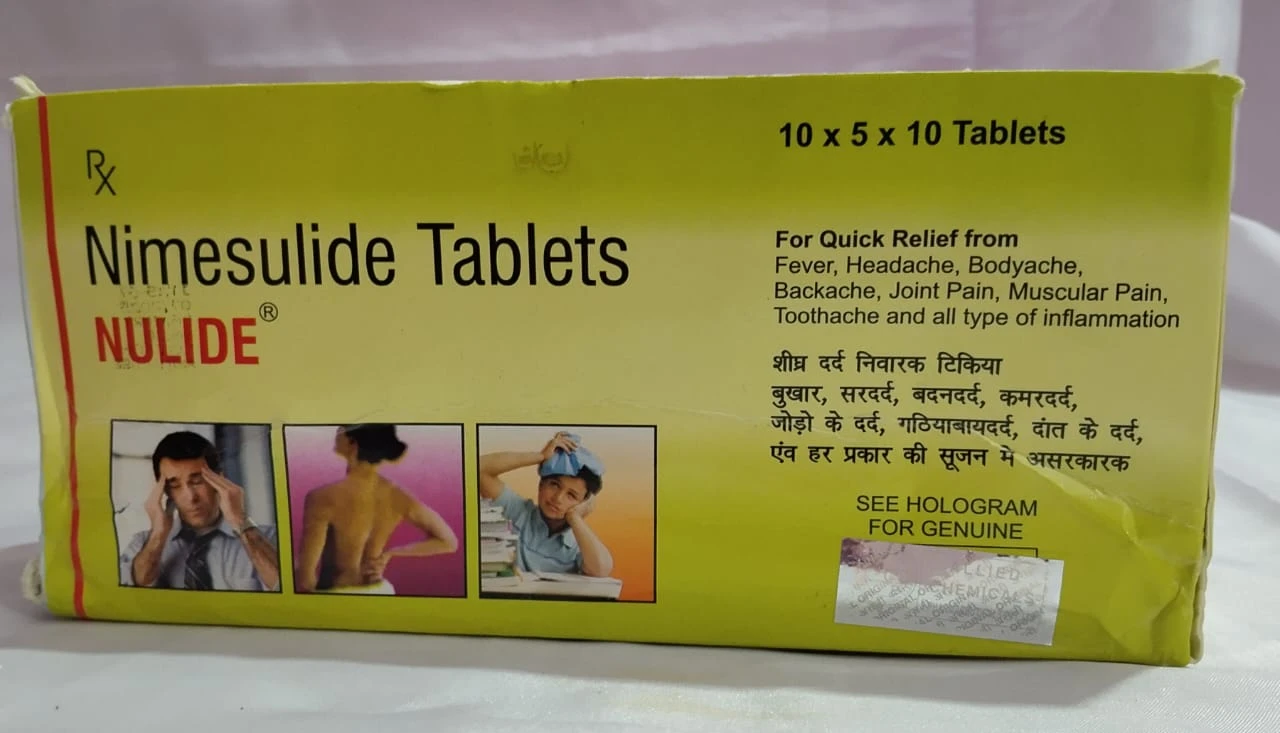 Rx
Nimesulide Tablets
NULIDE®
10 x 5 x 10 Tablets
For Quick Relief from
Fever, Headache, Bodyache,
Backache, Joint Pain, Muscular Pain,
Toothache and all type of inflammation
शीघ्र दर्द निवारक टिकिया
बुखार, सरदर्द, बदनदर्द, कमरदर्द,
जोड़ो के दर्द, गठियाबायदर्द, दांत के दर्द,
एंव हर प्रकार की सूजन में असरकारक
SEE HOLOGRAM
FOR GENUINE
LLIED
HEMICALS